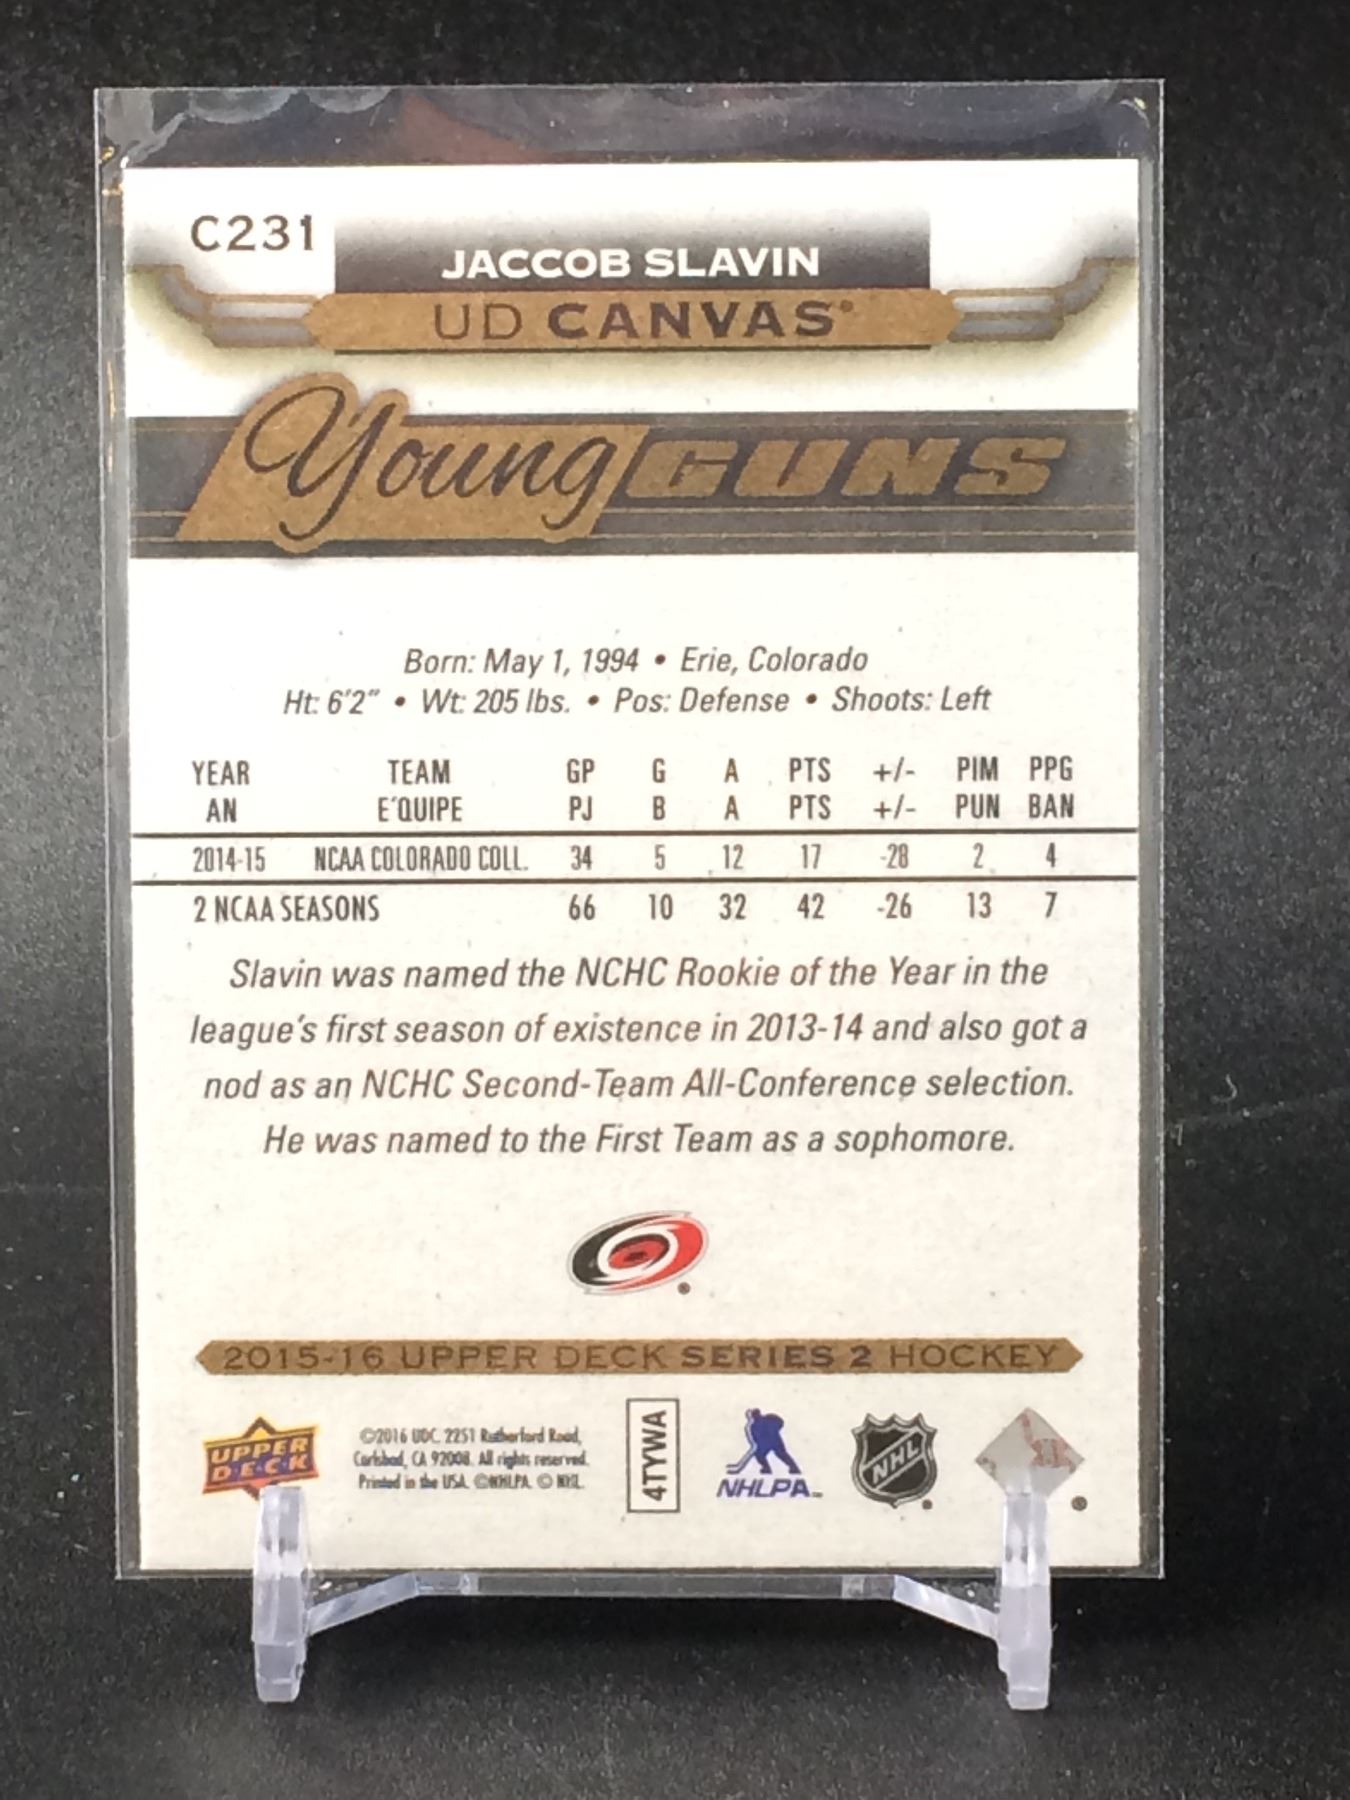 C231
JACCOB SLAVIN
UD CANVAS®
Young GUNS
Born: May 1, 1994 • Erie, Colorado
Ht: 6'2" • Wt: 205 lbs. • Pos: Defense • Shoots: Left
YEAR TEAM GP G A PTS +/- PIM PPG
AN E'QUIPE PJ B A PTS +/- PUN BAN
2014-15 NCAA COLORADO COLL. 34 5 12 17 -28 2 4
2 NCAA SEASONS 66 10 32 42 -26 13 7
Slavin was named the NCHC Rookie of the Year in the
league's first season of existence in 2013-14 and also got a
nod as an NCHC Second-Team All-Conference selection.
He was named to the First Team as a sophomore.
®
2015-16 UPPER DECK SERIES 2 HOCKEY
UPPER
DECK
©2016 UDC. 2251 Rutherford Road,
Carlsbad, CA 92008. All rights reserved.
Printed in the USA. ©NHLPA. © NHL.
4TYWA
NHLPA™
NHL ®
®